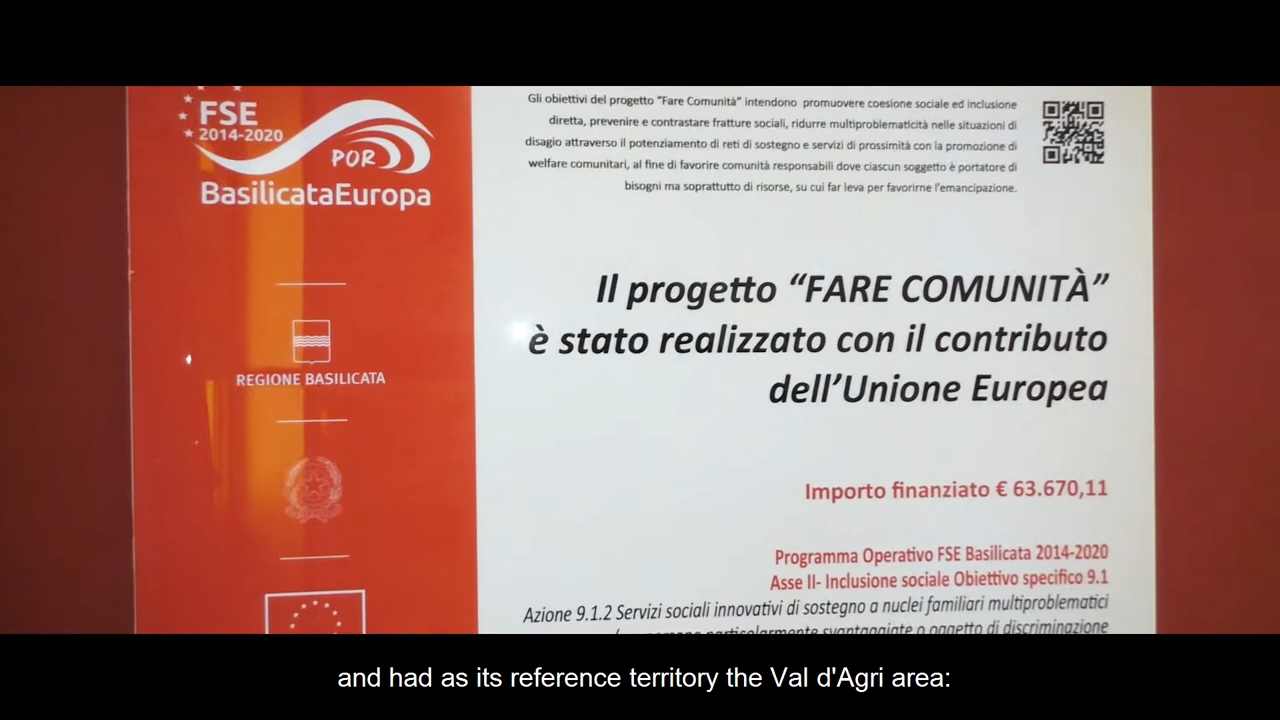 FSE
2014-2020
POR
BasilicataEuropa
REGIONE BASILICATA
Gli obiettivi del progetto "Fare Comunità" intendono promuovere coesione sociale ed inclusione
diretta, prevenire e contrastare fratture sociali, ridurre multiproblematicità nelle situazioni di
disagio attraverso il potenziamento di reti di sostegno e servizi di prossimità con la promozione di
welfare comunitari, al fine di favorire comunità responsabili dove ciascun soggetto è portatore di
bisogni ma soprattutto di risorse, su cui far leva per favorirne l'emancipazione.
Il progetto “FARE COMUNITÀ”
è stato realizzato con il contributo
dell’Unione Europea
Importo finanziato € 63.670,11
Programma Operativo FSE Basilicata 2014-2020
Asse II- Inclusione sociale Obiettivo specifico 9.1
Azione 9.1.2 Servizi sociali innovativi di sostegno a nuclei familiari multiproblematici
particolarmente svantaggiate o oggetto di discriminazione
and had as its reference territory the Val d'Agri area: